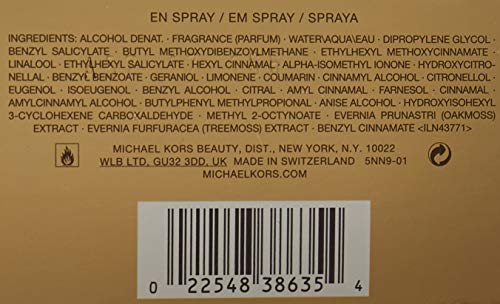 EN SPRAY / EM SPRAY / SPRAYA
INGREDIENTS: ALCOHOL DENAT. · FRAGRANCE (PARFUM) · WATER\AQUA\EAU · DIPROPYLENE GLYCOL ·
BENZYL SALICYLATE · BUTYL METHOXYDIBENZOYLMETHANE · ETHYLHEXYL METHOXYCINNAMATE ·
LINALOOL · ETHYLHEXYL SALICYLATE · HEXYL CINNAMAL · ALPHA-ISOMETHYL IONONE · HYDROXYCITRO-
NELLAL · BENZYL BENZOATE · GERANIOL · LIMONENE · COUMARIN · CINNAMYL ALCOHOL · CITRONELLOL ·
EUGENOL · ISOEUGENOL · BENZYL ALCOHOL · CITRAL · AMYL CINNAMAL · FARNESOL · CINNAMAL ·
AMYLCINNAMYL ALCOHOL · BUTYLPHENYL METHYLPROPIONAL · ANISE ALCOHOL · HYDROXYISOHEXYL
3-CYCLOHEXENE CARBOXALDEHYDE · METHYL 2-OCTYNOATE · EVERNIA PRUNASTRI (OAKMOSS)
EXTRACT · EVERNIA FURFURACEA (TREEMOSS) EXTRACT · BENZYL CINNAMATE <ILN43771>
MICHAEL KORS BEAUTY, DIST., NEW YORK, N.Y. 10022
WLB LTD, GU32 3DD, UK MADE IN SWITZERLAND 5NN9-01
MICHAELKORS.COM
0 22548 38635 4